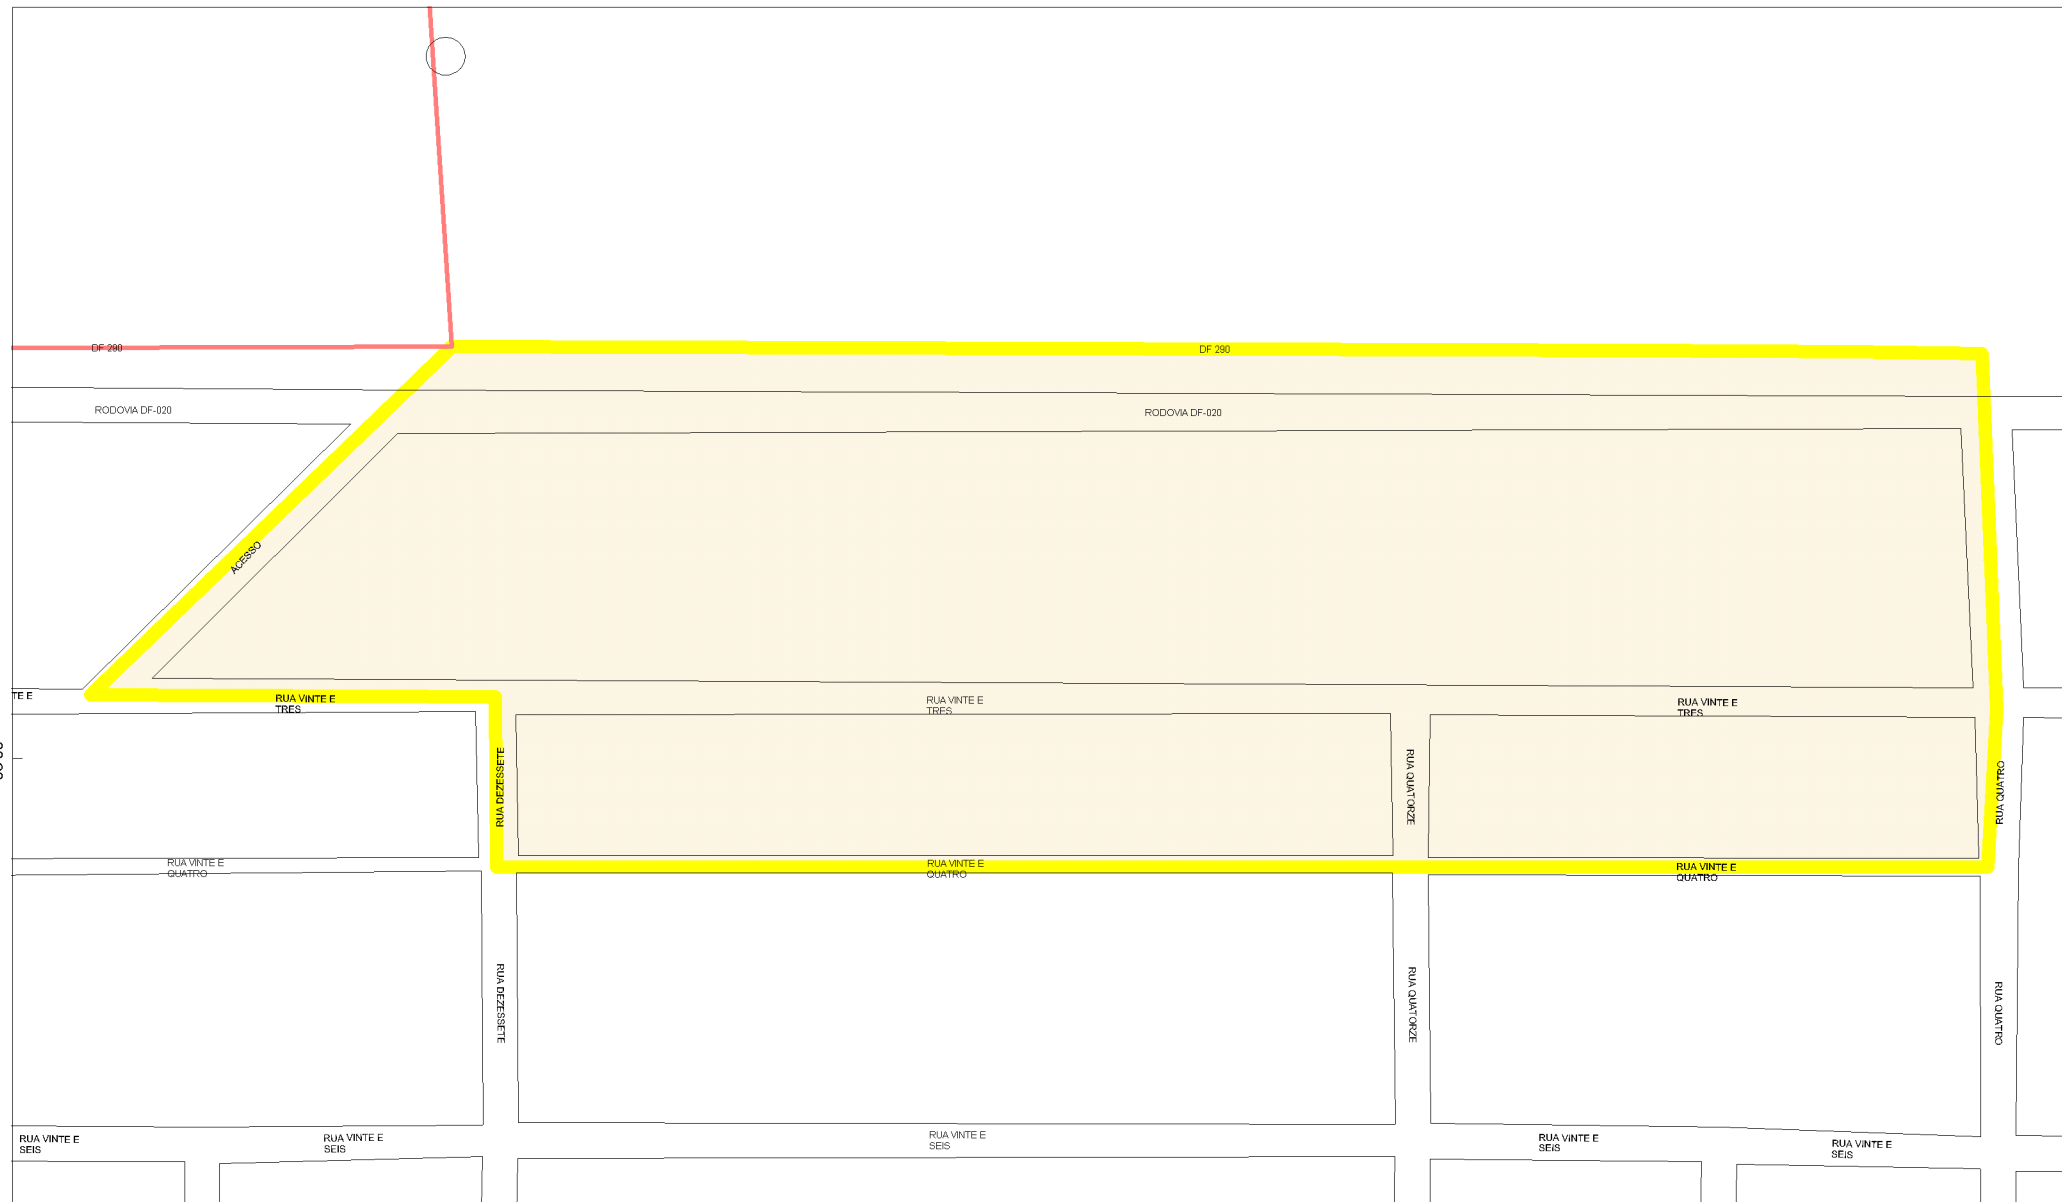 DF 290
DF 290
RODOVIA DF-020
RODOVIA DF-020
ACESSO
TE E
RUA VINTE E
TRES
RUA VINTE E
TRES
RUA VINTE E
TRES
RUA DEZESSETE
RUA QUATORZE
RUA QUATRO
RUA VINTE E
QUATRO
RUA VINTE E
QUATRO
RUA VINTE E
QUATRO
RUA DEZESSETE
RUA QUATORZE
RUA QUATRO
RUA VINTE E
SEIS
RUA VINTE E
SEIS
RUA VINTE E
SEIS
RUA VINTE E
SEIS
RUA VINTE E
SEIS